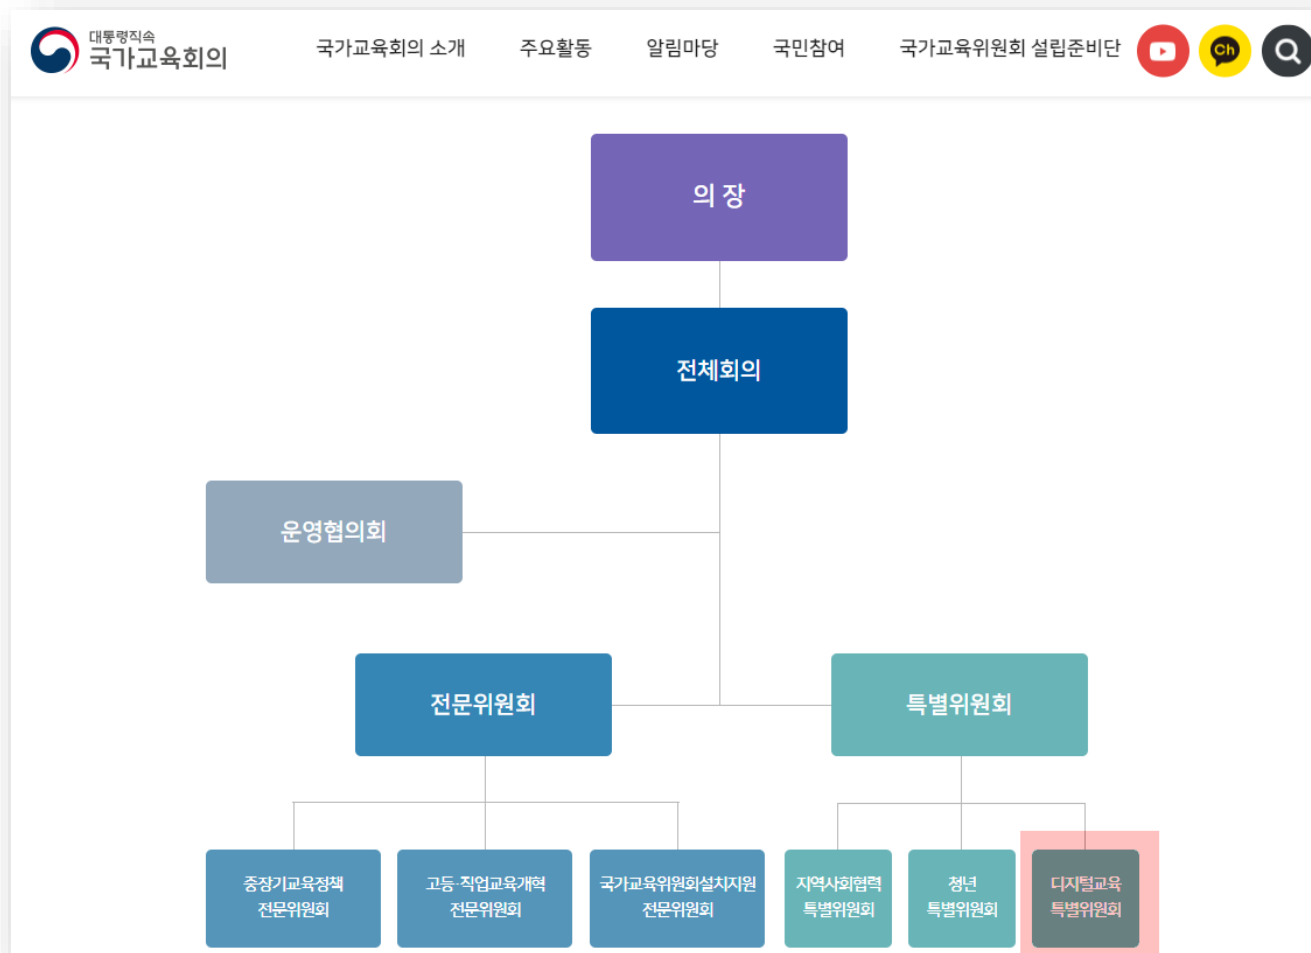 대통령직속
국가교육회의
국가교육회의 소개 주요활동 알림마당 국민참여 국가교육위원회 설립준비단 Ch
의 장
전체회의
운영협의회
전문위원회 특별위원회
중장기교육정책
전문위원회
고등·직업교육개혁
전문위원회
국가교육위원회설치지원
전문위원회
지역사회협력
특별위원회
청년
특별위원회
디지털교육
특별위원회